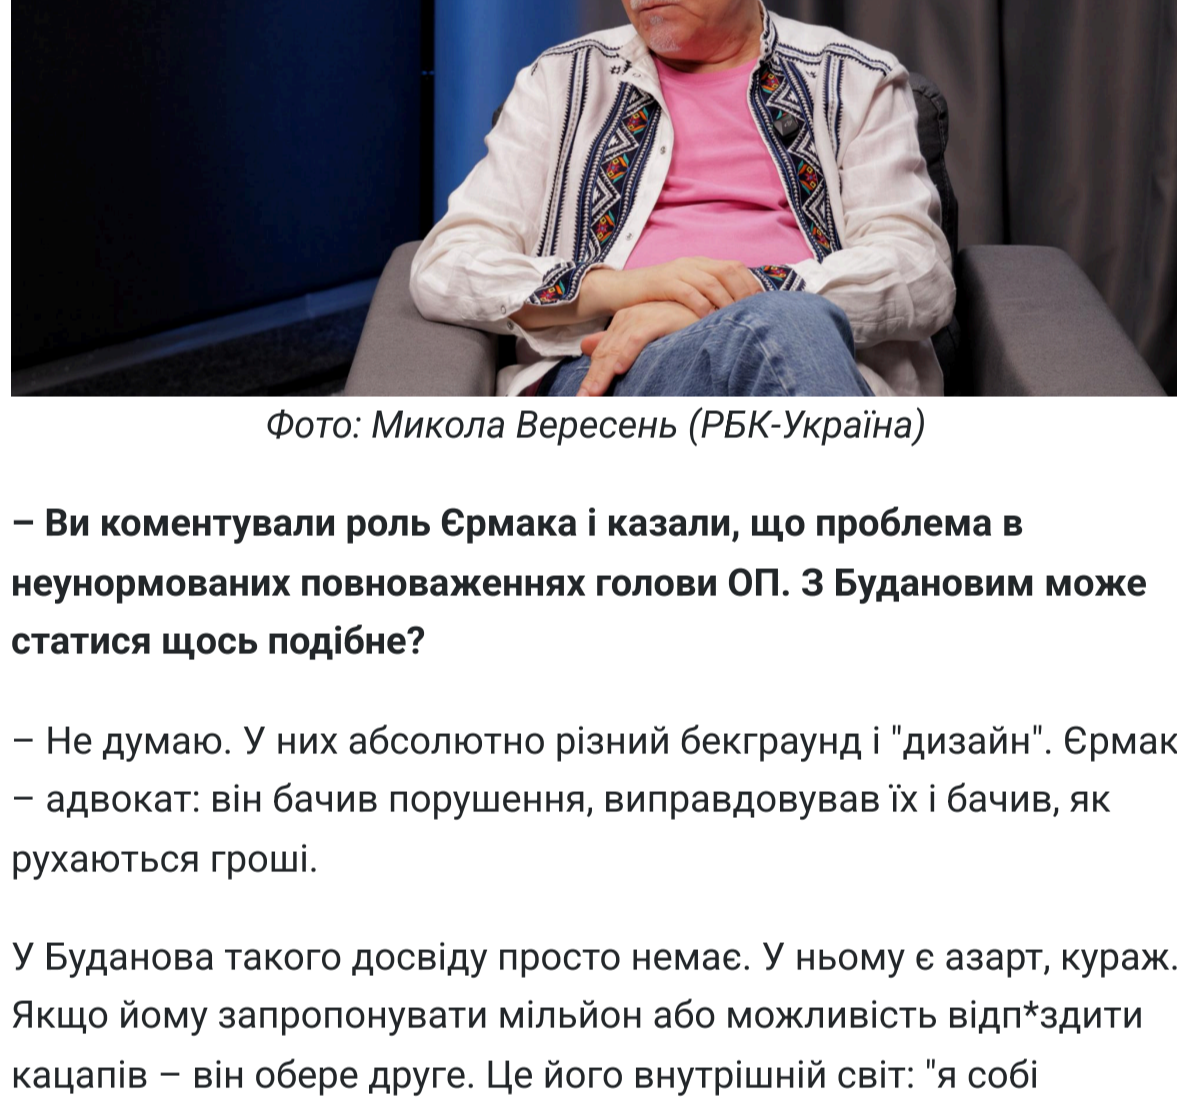 Фото: Микола Вересень (РБК-Україна)
– Ви коментували роль Єрмака і казали, що проблема в
неунормованих повноваженнях голови ОП. З Будановим може
статися щось подібне?
– Не думаю. У них абсолютно різний бекграунд і "дизайн". Єрмак
– адвокат: він бачив порушення, виправдовував їх і бачив, як
рухаються гроші.
У Буданова такого досвіду просто немає. У ньому є азарт, кураж.
Якщо йому запропонувати мільйон або можливість відп*здити
кацапів – він обере друге. Це його внутрішній світ: "я собі